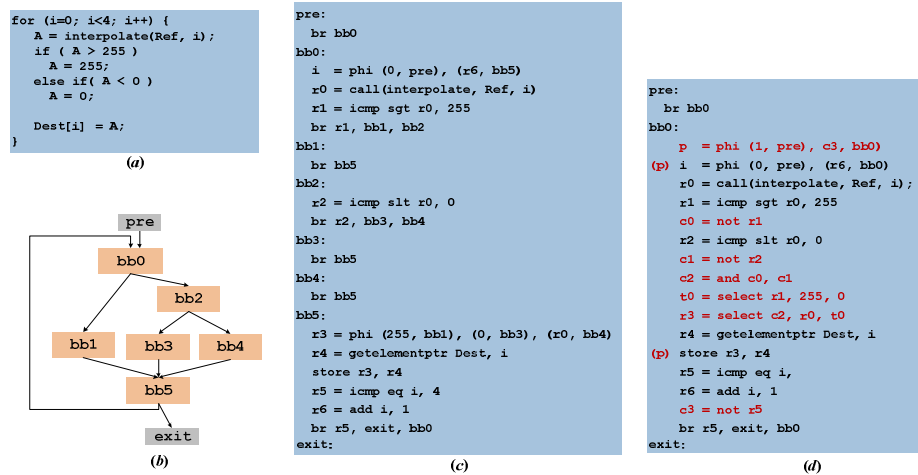 for (i=0; i<4; i++) {
A = interpolate(Ref, i);
if ( A > 255 )
A = 255;
else if( A < 0 )
A = 0;
Dest[i] = A;
}
(a)
pre
bb0
bb2
bb1
bb3
bb4
bb5
exit
(b)
pre:
br bb0
bb0:
i = phi (0, pre), (r6, bb5)
r0 = call(interpolate, Ref, i)
r1 = icmp sgt r0, 255
br r1, bb1, bb2
bb1:
br bb5
bb2:
r2 = icmp slt r0, 0
br r2, bb3, bb4
bb3:
br bb5
bb4:
br bb5
bb5:
r3 = phi (255, bb1), (0, bb3), (r0, bb4)
r4 = getelementptr Dest, i
store r3, r4
r5 = icmp eq i, 4
r6 = add i, 1
br r5, exit, bb0
exit:
(c)
pre:
br bb0
bb0:
p = phi (1, pre), c3, bb0)
(p) i = phi (0, pre), (r6, bb0)
r0 = call(interpolate, Ref, i);
r1 = icmp sgt r0, 255
c0 = not r1
r2 = icmp slt r0, 0
c1 = not r2
c2 = and c0, c1
t0 = select r1, 255, 0
r3 = select c2, r0, t0
r4 = getelementptr Dest, i
(p) store r3, r4
r5 = icmp eq i,
r6 = add i, 1
c3 = not r5
br r5, exit, bb0
exit:
(d)